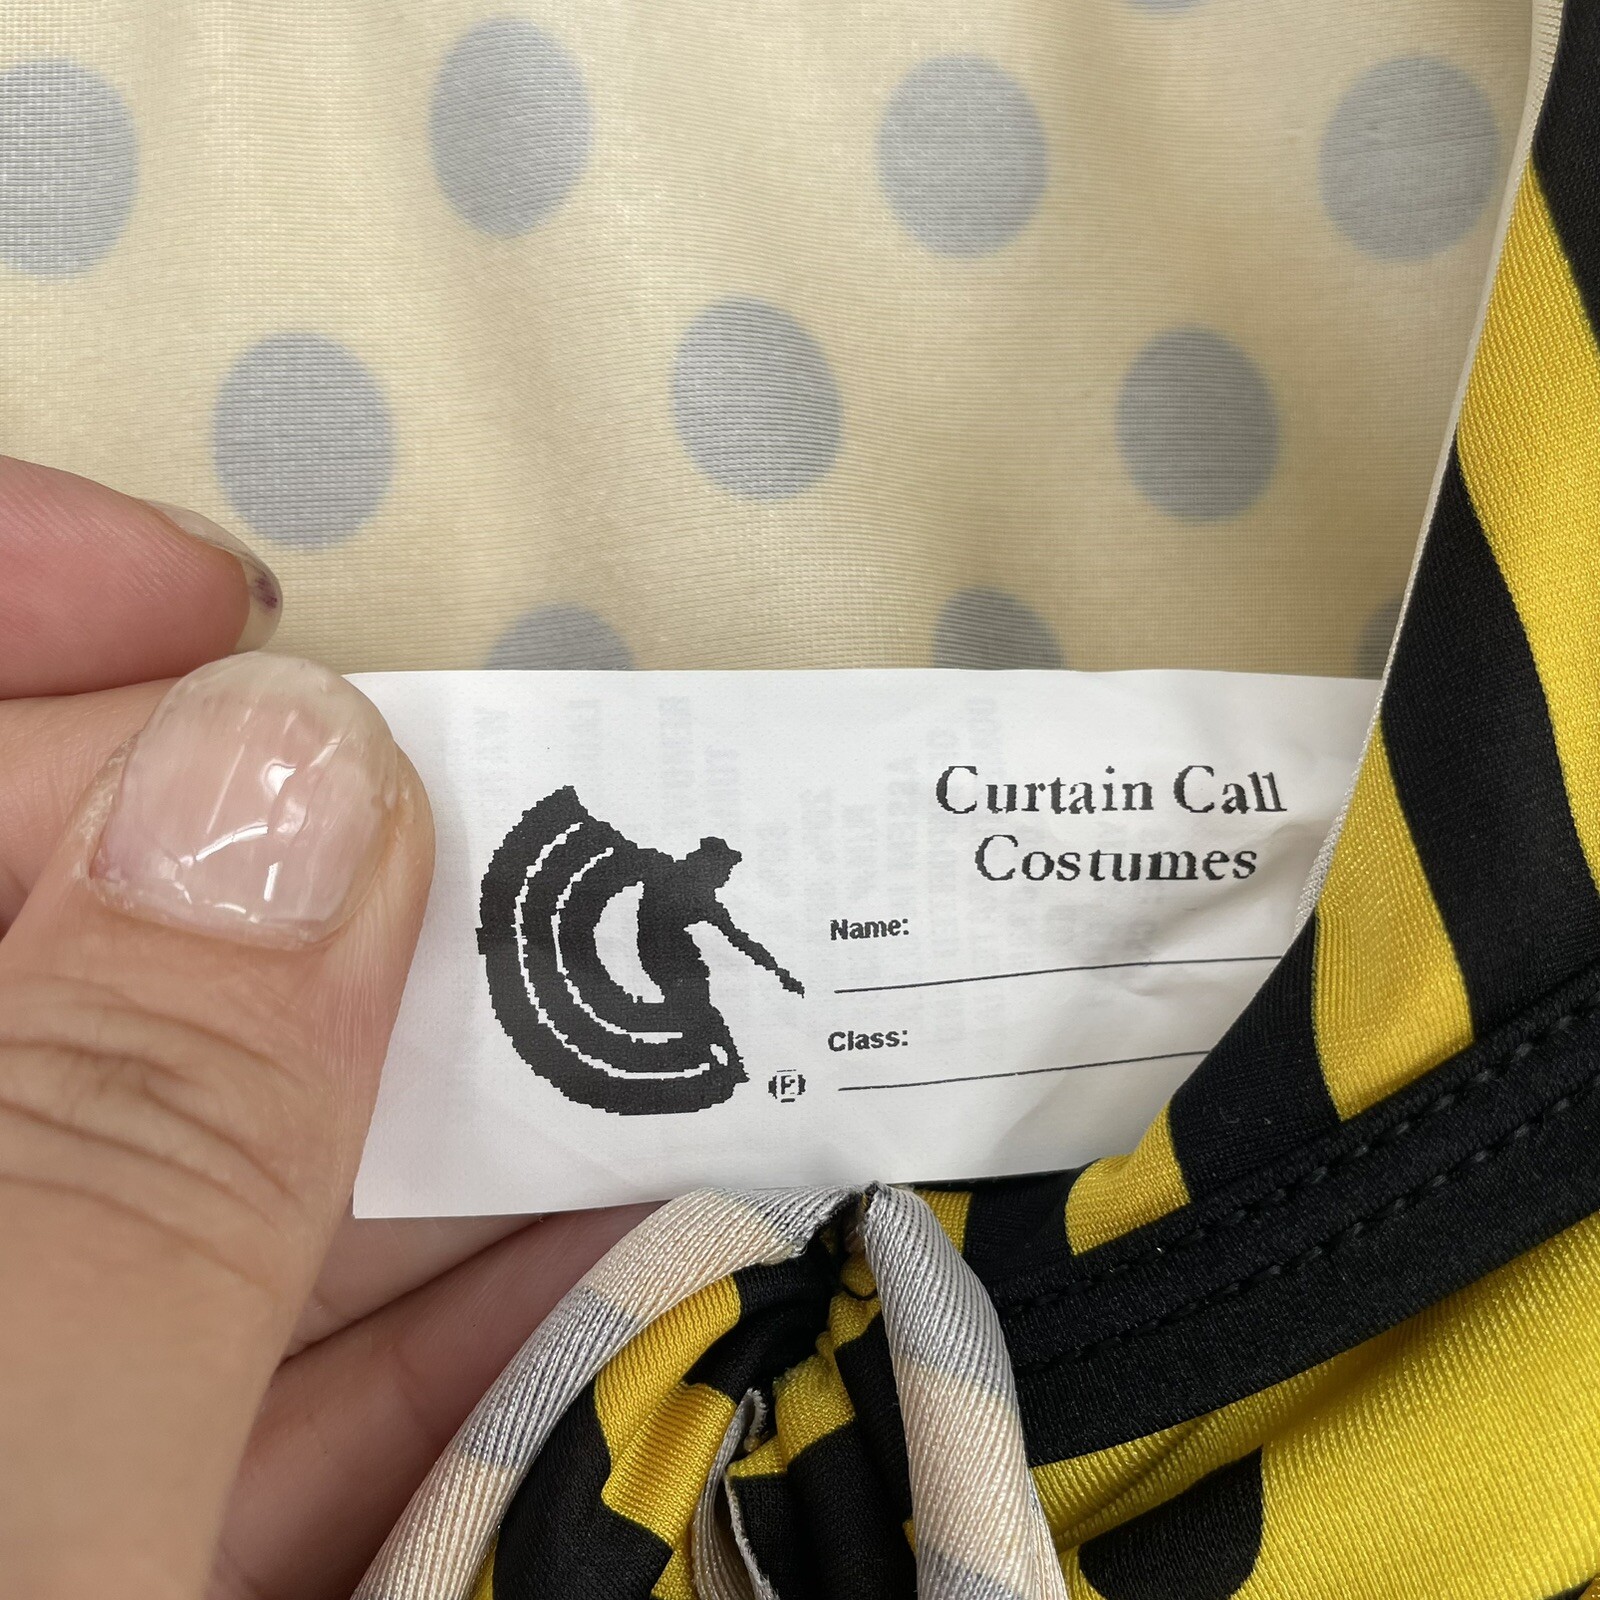 Curtain Call
Costumes
Name:
Class: